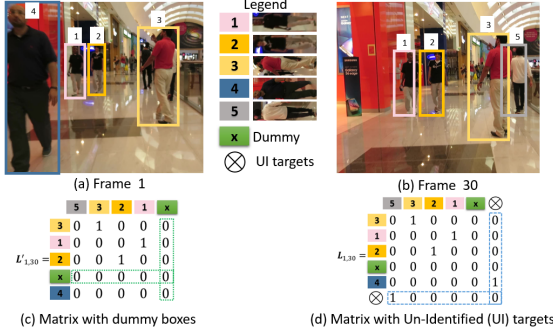 4
1
2
3
Legend
1
2
3
4
5
x Dummy
UI targets
1
2
3
5
(a) Frame 1
(b) Frame 30
5 3 2 1 x
3 0 1 0 0 0
1 0 0 0 1 0
L'1,30 = 2 0 0 1 0 0
x 0 0 0 0 0
4 0 0 0 0 0
(c) Matrix with dummy boxes
5 3 2 1 x ⊗
3 0 1 0 0 0 0
1 0 0 0 1 0 0
L1,30 = 2 0 0 1 0 0 0
x 0 0 0 0 0 0
4 0 0 0 0 0 1
⊗ 1 0 0 0 0 0
(d) Matrix with Un-Identified (UI) targets